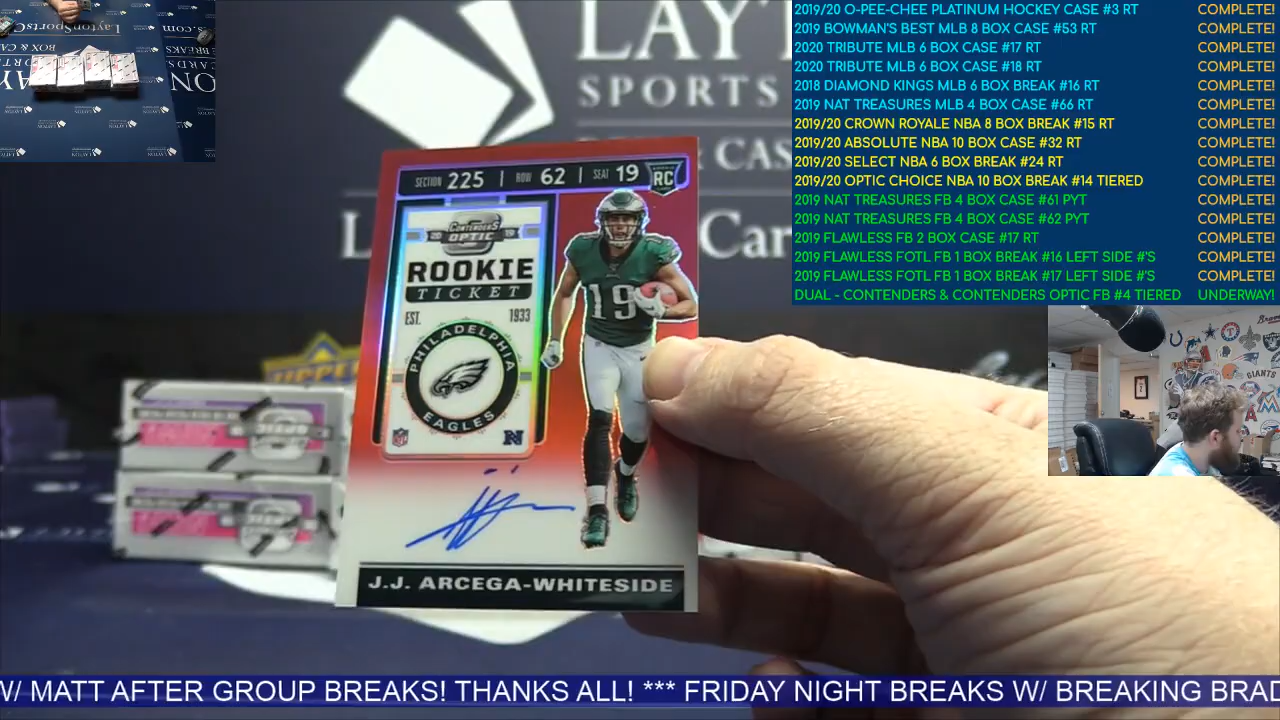 2019/20 O-PEE-CHEE PLATINUM HOCKEY CASE #3 RT COMPLETE!
2019 BOWMAN'S BEST MLB 8 BOX CASE #53 RT COMPLETE!
2020 TRIBUTE MLB 6 BOX CASE #17 RT COMPLETE!
2020 TRIBUTE MLB 6 BOX CASE #18 RT COMPLETE!
2018 DIAMOND KINGS MLB 6 BOX BREAK #16 RT COMPLETE!
2019 NAT TREASURES MLB 4 BOX CASE #66 RT COMPLETE!
2019/20 CROWN ROYALE NBA 8 BOX BREAK #15 RT COMPLETE!
2019/20 ABSOLUTE NBA 10 BOX CASE #32 RT COMPLETE!
2019/20 SELECT NBA 6 BOX BREAK #24 RT COMPLETE!
2019/20 OPTIC CHOICE NBA 10 BOX BREAK #14 TIERED COMPLETE!
2019 NAT TREASURES FB 4 BOX CASE #61 PYT COMPLETE!
2019 NAT TREASURES FB 4 BOX CASE #62 PYT COMPLETE!
2019 FLAWLESS FB 2 BOX CASE #17 RT COMPLETE!
2019 FLAWLESS FOTL FB 1 BOX BREAK #16 LEFT SIDE #'S COMPLETE!
2019 FLAWLESS FOTL FB 1 BOX BREAK #17 LEFT SIDE #'S COMPLETE!
DUAL - CONTENDERS & CONTENDERS OPTIC FB #4 TIERED UNDERWAY!
LAY
SPORTS
CAS
Car
SECTION 225 | ROW 62 | SEAT 19 RC
CONTENDERS
20 OPTIC 19
ROOKIE
TICKET
EST. 1933
PHILADELPHIA
EAGLES
NFL N
19
J.J. ARCEGA-WHITESIDE
GIANTS
W/ MATT AFTER GROUP BREAKS! THANKS ALL! *** FRIDAY NIGHT BREAKS W/ BREAKING BRAD